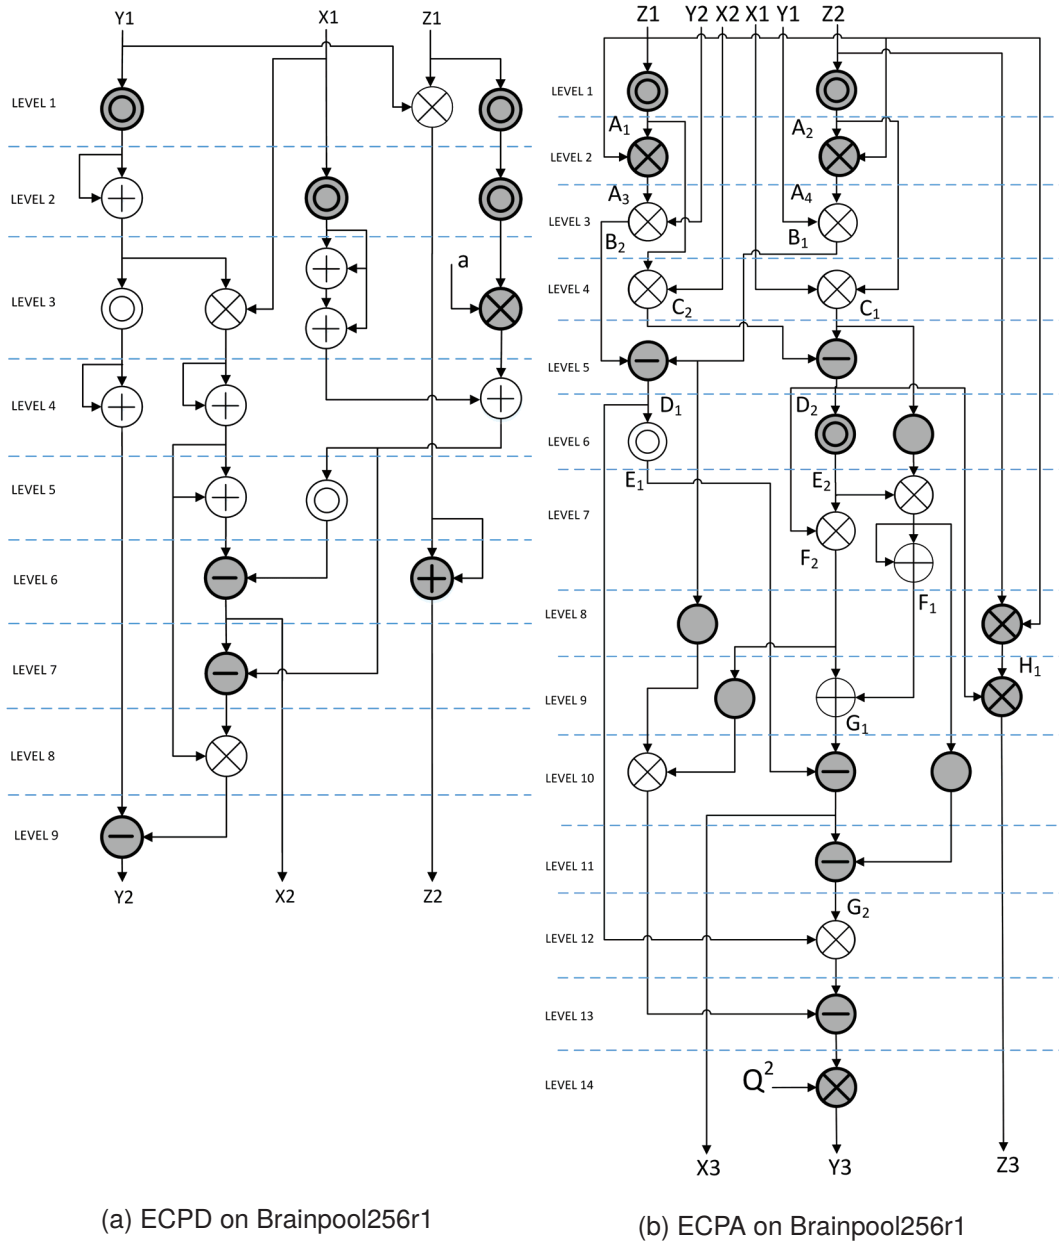 Y1 X1 Z1
LEVEL 1
LEVEL 2
LEVEL 3
a
LEVEL 4
LEVEL 5
LEVEL 6
LEVEL 7
LEVEL 8
LEVEL 9
Y2 X2 Z2
(a) ECPD on Brainpool256r1
Z1 Y2 X2 X1 Y1 Z2
LEVEL 1
A1 A2
LEVEL 2
A3 A4
LEVEL 3
B2 B1
LEVEL 4
C2 C1
LEVEL 5
D1 D2
LEVEL 6
E1 E2
LEVEL 7
F2
F1
LEVEL 8
H1
LEVEL 9
G1
LEVEL 10
LEVEL 11
G2
LEVEL 12
LEVEL 13
LEVEL 14
Q²
X3 Y3 Z3
(b) ECPA on Brainpool256r1